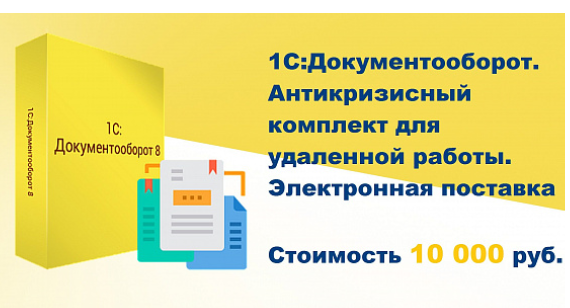 1С:Документооборот.
Антикризисный
комплект для
удаленной работы.
Электронная поставка
Стоимость 10 000 руб.
1С:
Документооборот 8
1С:Документооборот 8